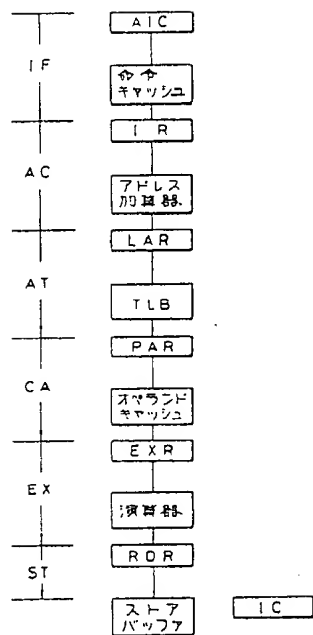 AIC
IF
命令
キャッシュ
IR
AC
アドレス
加算器
LAR
AT
TLB
PAR
CA
オペランド
キャッシュ
EXR
EX
演算器
ROR
ST
ストア
バッファ
IC